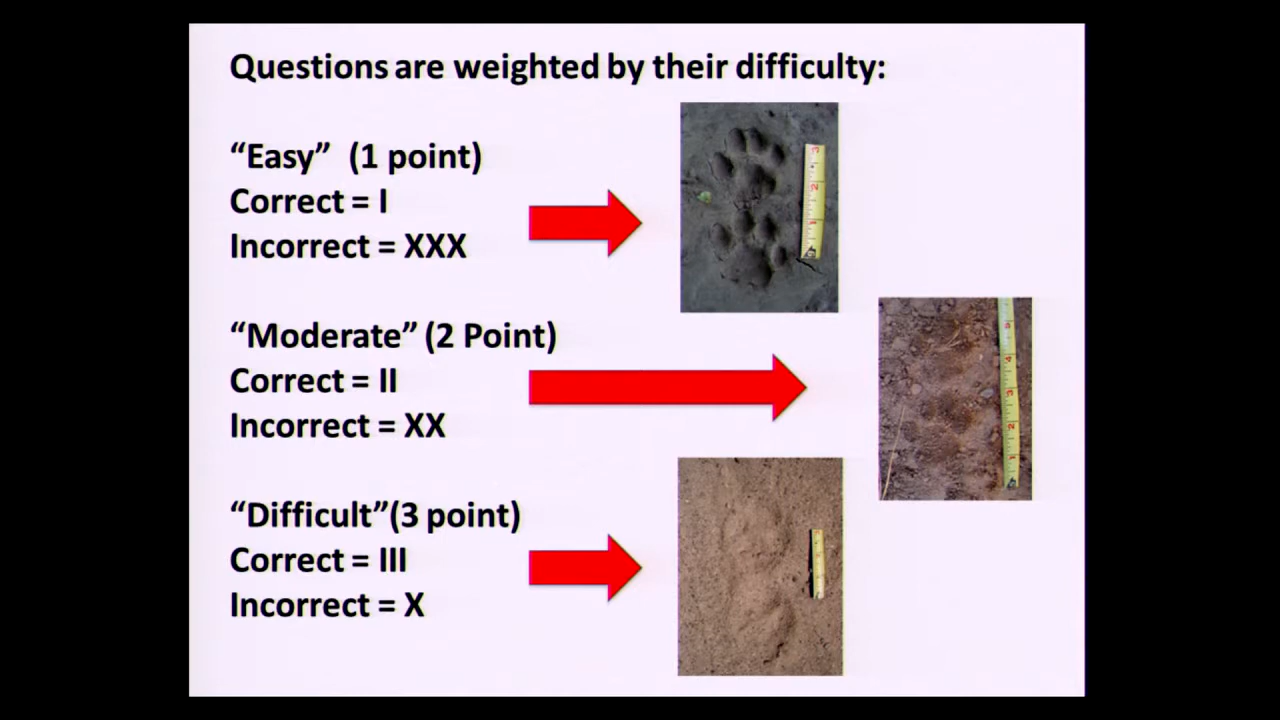 Questions are weighted by their difficulty:
“Easy” (1 point)
Correct = I
Incorrect = XXX
“Moderate” (2 Point)
Correct = II
Incorrect = XX
“Difficult”(3 point)
Correct = III
Incorrect = X